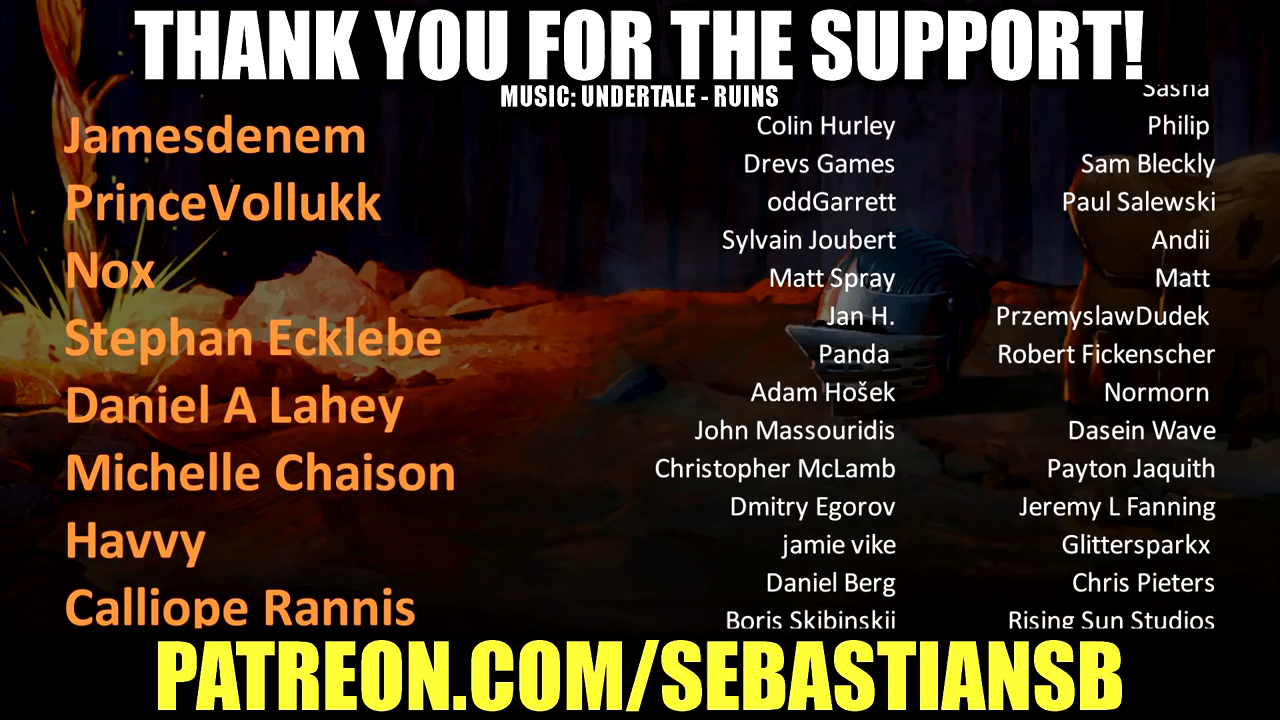 THANK YOU FOR THE SUPPORT!
MUSIC: UNDERTALE - RUINS
Jamesdenem
PrinceVollukk
Nox
Stephan Ecklebe
Daniel A Lahey
Michelle Chaison
Havvy
Calliope Rannis
Colin Hurley
Drevs Games
oddGarrett
Sylvain Joubert
Matt Spray
Jan H.
Panda
Adam Hošek
John Massouridis
Christopher McLamb
Dmitry Egorov
jamie vike
Daniel Berg
Boris Skibinskii
Sasha
Philip
Sam Bleckly
Paul Salewski
Andii
Matt
PrzemyslawDudek
Robert Fickenscher
Normorn
Dasein Wave
Payton Jaquith
Jeremy L Fanning
Glittersparkx
Chris Pieters
Rising Sun Studios
PATREON.COM/SEBASTIANSB